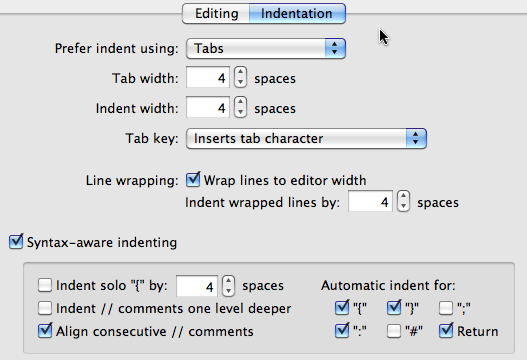 Editing Indentation
Prefer indent using: Tabs
Tab width: 4 spaces
Indent width: 4 spaces
Tab key: Inserts tab character
Line wrapping: Wrap lines to editor width
Indent wrapped lines by: 4 spaces
Syntax-aware indenting
Indent solo "{" by: 4 spaces Automatic indent for:
Indent // comments one level deeper "{" "}" ";"
Align consecutive // comments ":" "#" Return